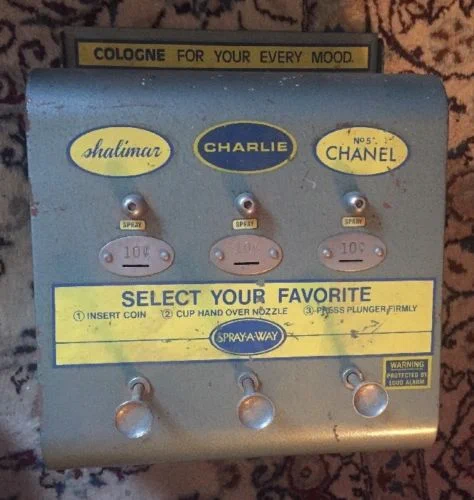 COLOGNE FOR YOUR EVERY MOOD.
shalimar
CHARLIE
Nº5
CHANEL
SPRAY SPRAY SPRAY
10¢ 10¢ 10¢
SELECT YOUR FAVORITE
① INSERT COIN ② CUP HAND OVER NOZZLE ③ PRESS PLUNGER FIRMLY
SPRAY-A-WAY
WARNING
PROTECTED BY
LOUD ALARM